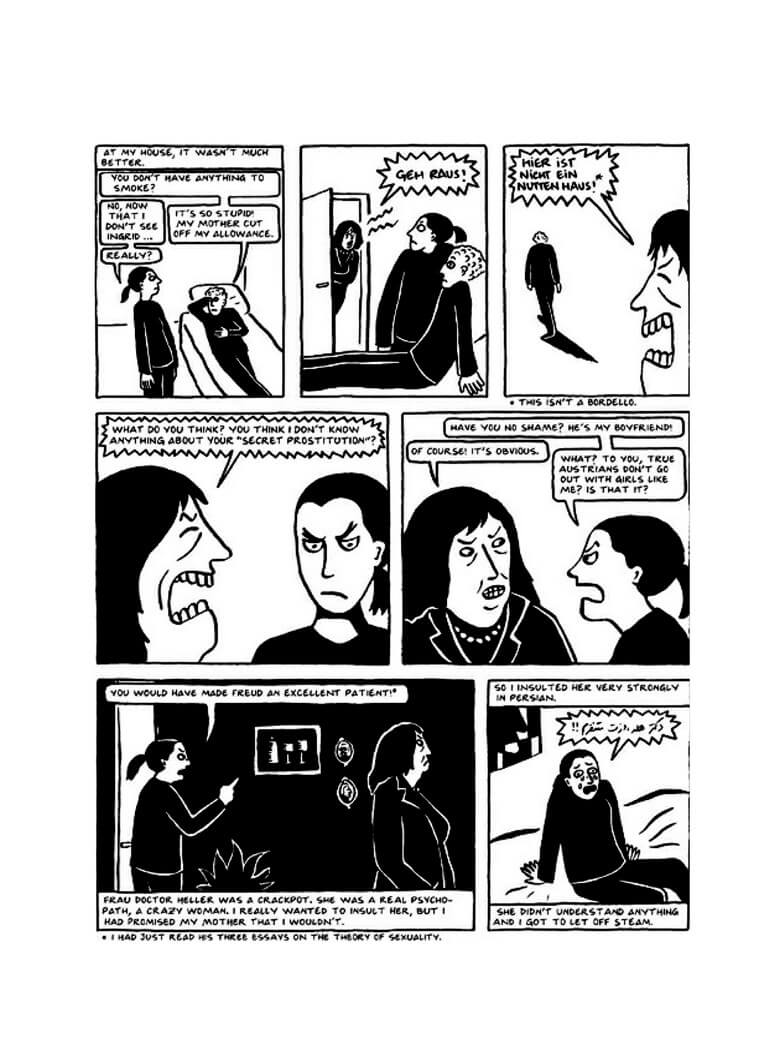 AT MY HOUSE, IT WASN'T MUCH
BETTER.
YOU DON'T HAVE ANYTHING TO
SMOKE?
NO, NOW
THAT I
DON'T SEE
INGRID ...
IT'S SO STUPID!
MY MOTHER CUT
OFF MY ALLOWANCE.
REALLY?
GEH RAUS!
HIER IST
NICHT EIN
NUTTENHAUS!*
* THIS ISN'T A BORDELLO.
WHAT DO YOU THINK? YOU THINK I DON'T KNOW
ANYTHING ABOUT YOUR "SECRET PROSTITUTION"?
HAVE YOU NO SHAME? HE'S MY BOYFRIEND!
OF COURSE! IT'S OBVIOUS.
WHAT? TO YOU, TRUE
AUSTRIANS DON'T GO
OUT WITH GIRLS LIKE
ME? IS THAT IT?
YOU WOULD HAVE MADE FREUD AN EXCELLENT PATIENT!*
FRAU DOCTOR HELLER WAS A CRACKPOT. SHE WAS A REAL PSYCHO-
PATH, A CRAZY WOMAN. I REALLY WANTED TO INSULT HER, BUT I
HAD PROMISED MY MOTHER THAT I WOULDN'T.
* I HAD JUST READ HIS THREE ESSAYS ON THE THEORY OF SEXUALITY.
SO I INSULTED HER VERY STRONGLY
IN PERSIAN.
SHE DIDN'T UNDERSTAND ANYTHING
AND I GOT TO LET OFF STEAM.